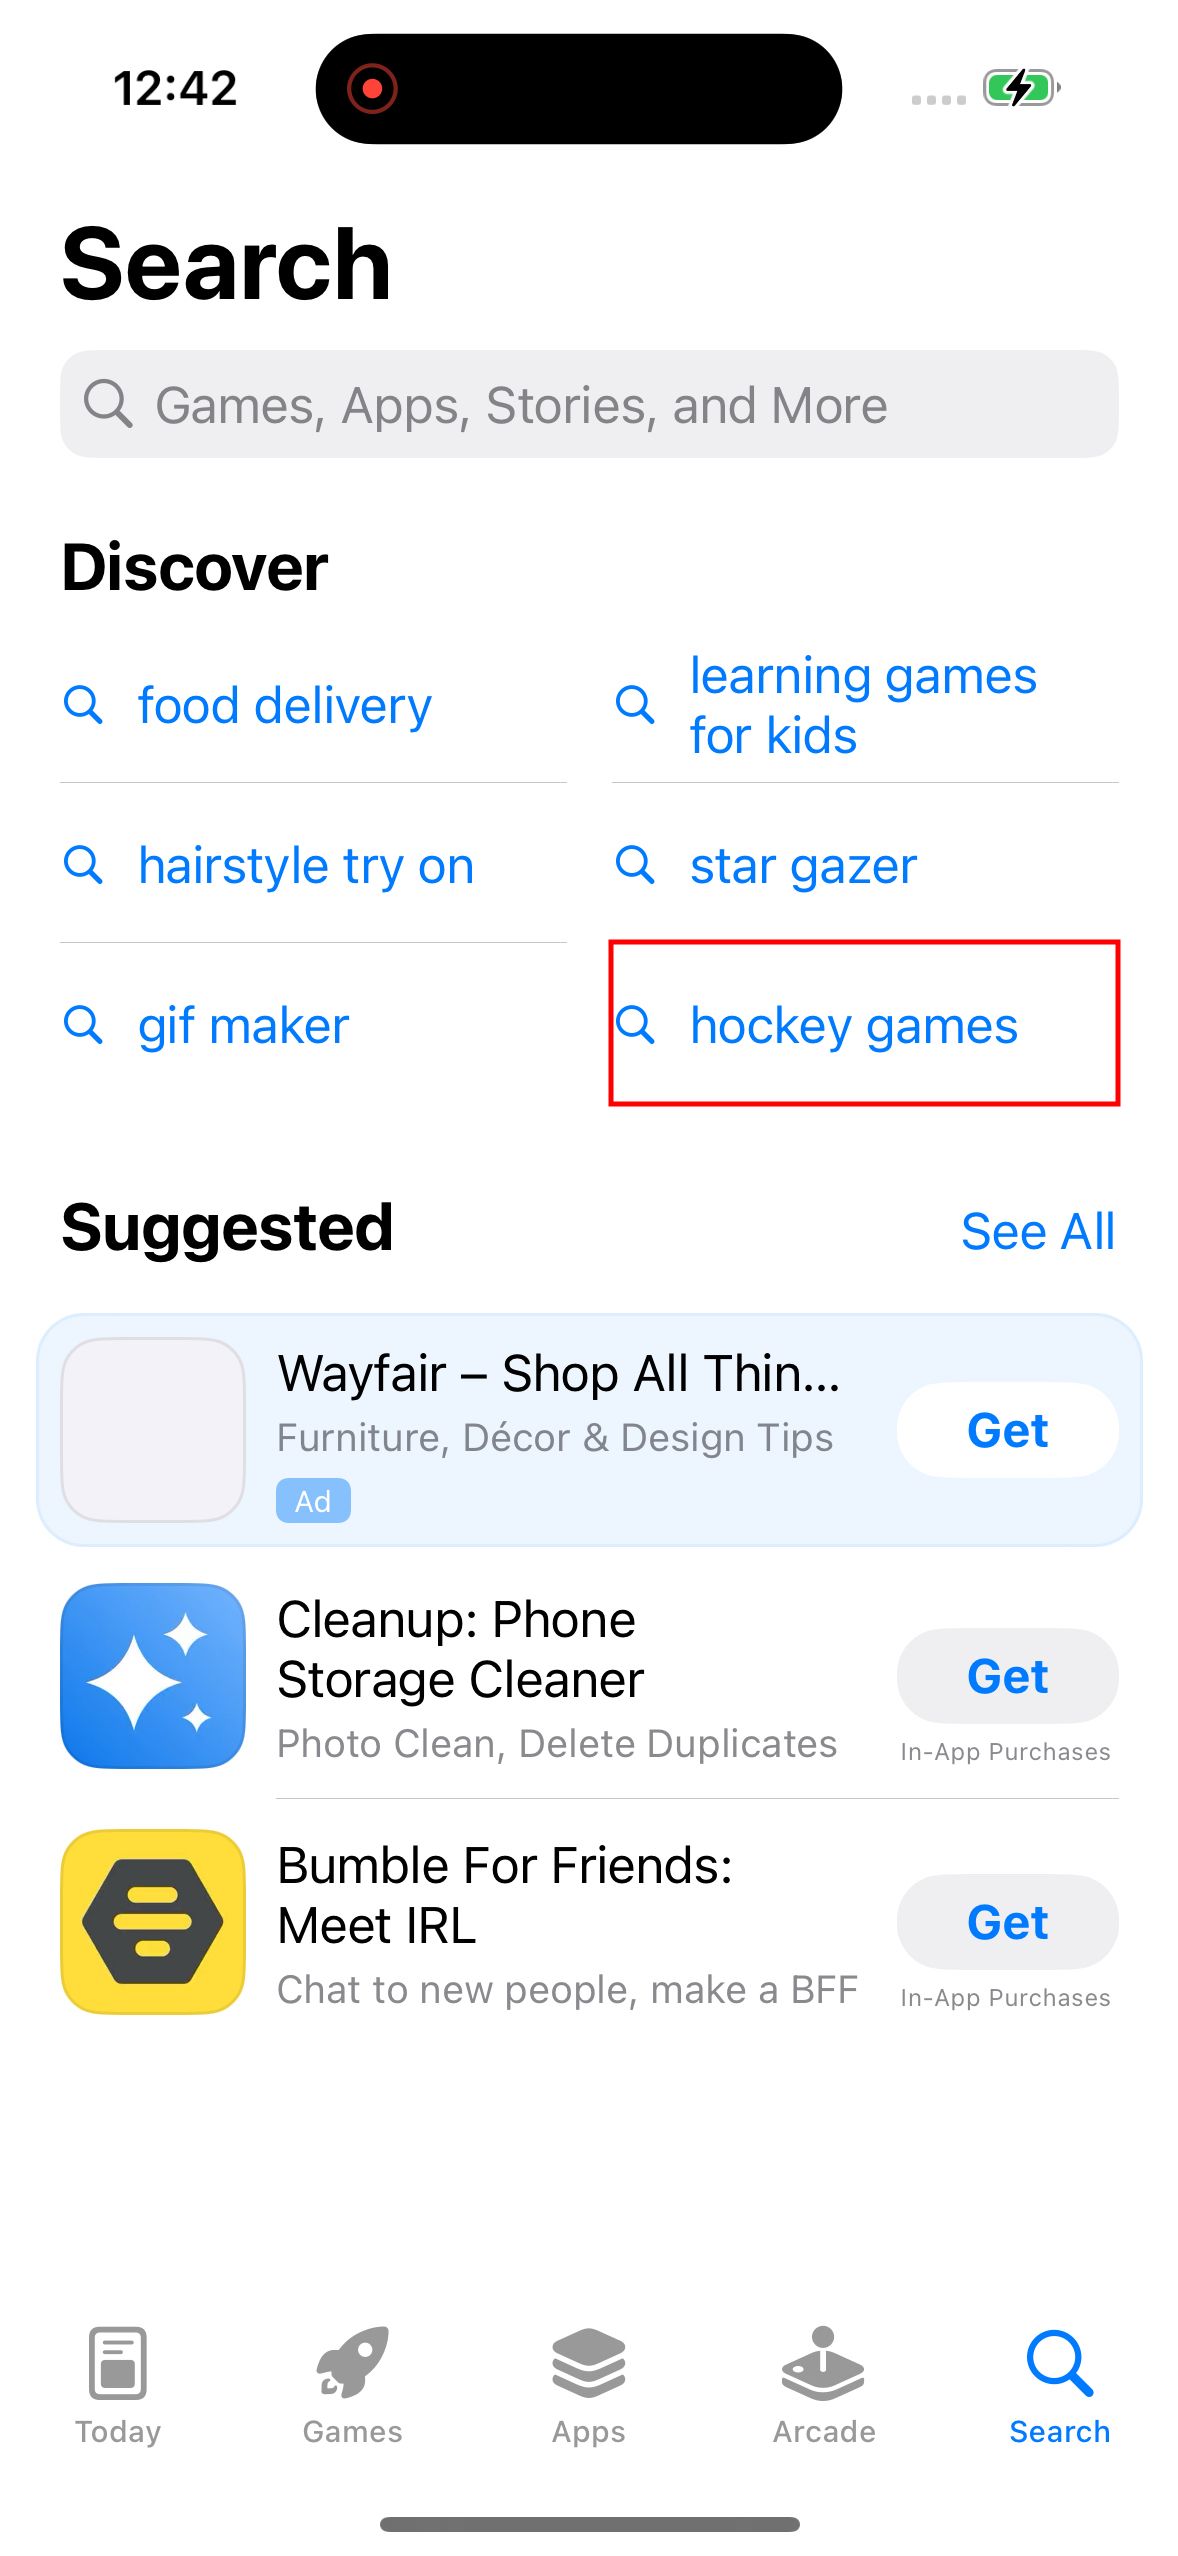 12:42
Search
Games, Apps, Stories, and More
Discover
food delivery
learning games
for kids
hairstyle try on
star gazer
gif maker
hockey games
Suggested
See All
Wayfair – Shop All Thin...
Furniture, Décor & Design Tips
Ad
Get
Cleanup: Phone
Storage Cleaner
Photo Clean, Delete Duplicates
Get
In-App Purchases
Bumble For Friends:
Meet IRL
Chat to new people, make a BFF
Get
In-App Purchases
Today
Games
Apps
Arcade
Search